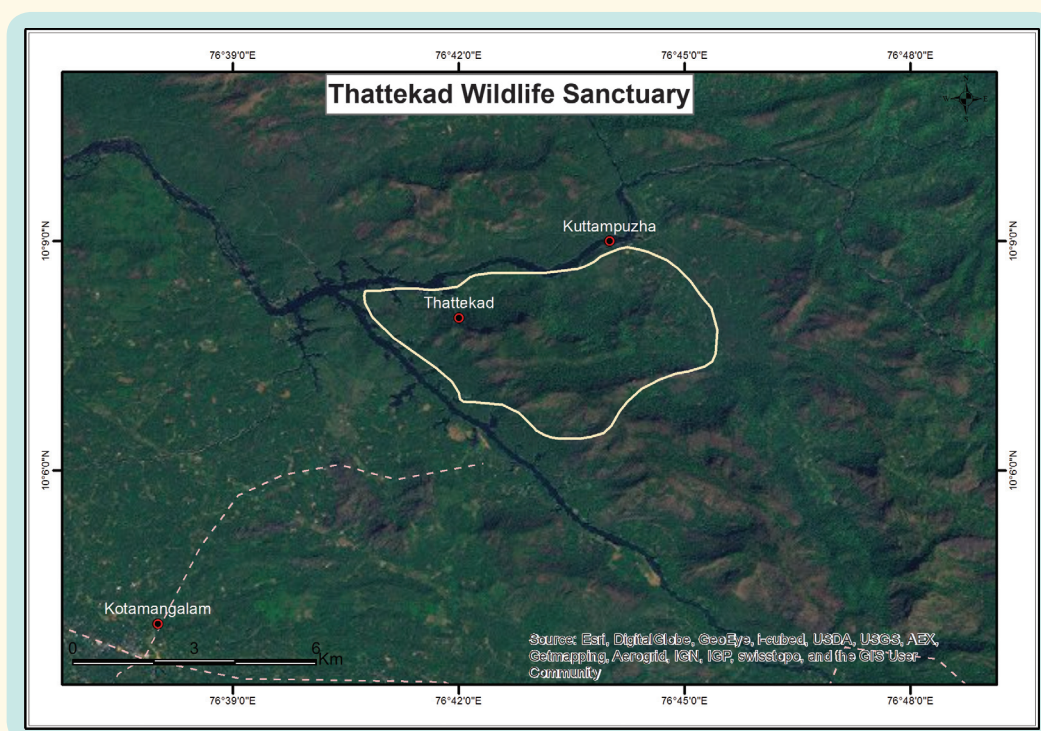 76°39'0"E 76°42'0"E 76°45'0"E 76°48'0"E
Thattekad Wildlife Sanctuary
N
W E
S
10°9'0"N 10°9'0"N
Kuttampuzha
Thattekad
10°6'0"N 10°6'0"N
Kotamangalam
0 3 6
Km
Source: Esri, DigitalGlobe, GeoEye, i-cubed, USDA, USGS, AEX,
Getmapping, Aerogrid, IGN, IGP, swisstopo, and the GIS User
Community
76°39'0"E 76°42'0"E 76°45'0"E 76°48'0"E